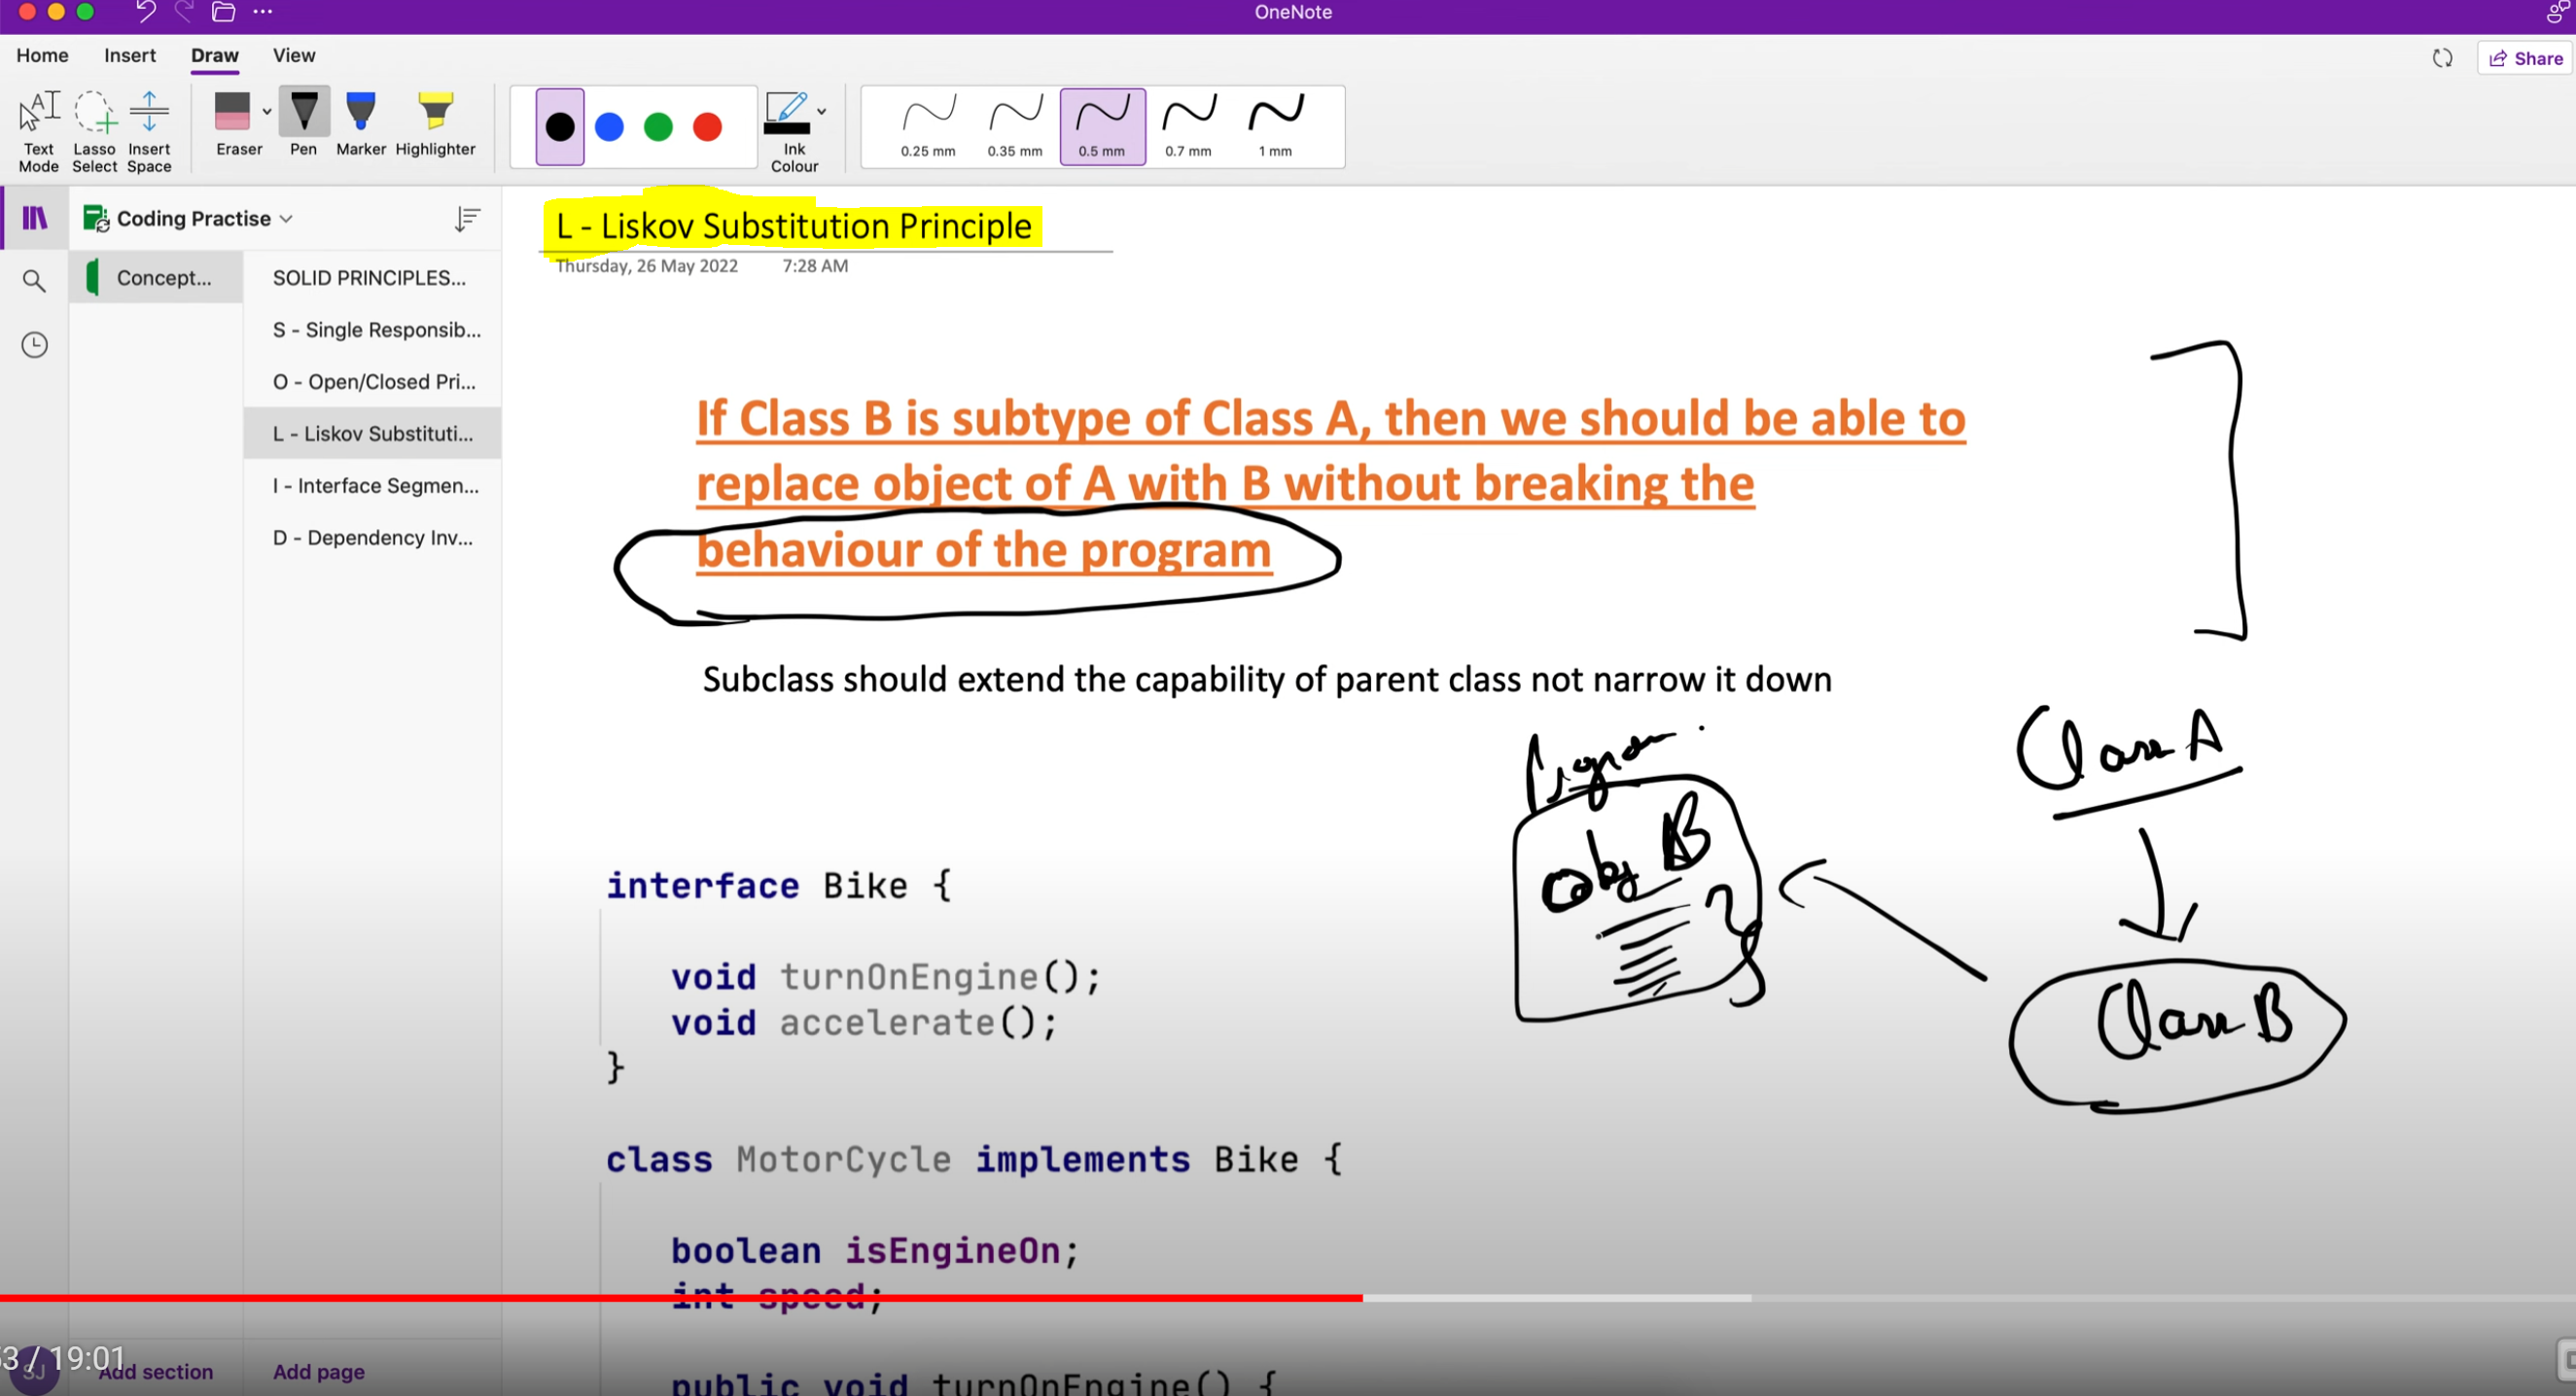 OneNote
Home Insert Draw View
Share
Text Mode
Lasso Select
Insert Space
Eraser
Pen
Marker
Highlighter
Ink Colour
0.25 mm
0.35 mm
0.5 mm
0.7 mm
1 mm
Coding Practise
Concept...
SOLID PRINCIPLES...
S - Single Responsib...
O - Open/Closed Pri...
L - Liskov Substituti...
I - Interface Segmen...
D - Dependency Inv...
L - Liskov Substitution Principle
Thursday, 26 May 2022 7:28 AM
If Class B is subtype of Class A, then we should be able to
replace object of A with B without breaking the
behaviour of the program
Subclass should extend the capability of parent class not narrow it down
Program
obj B
Class A
Class B
interface Bike {
void turnOnEngine();
void accelerate();
}
class MotorCycle implements Bike {
boolean isEngineOn;
int speed;
public void turnOnEngine() {
3 / 19:01
SJ
Add section
Add page